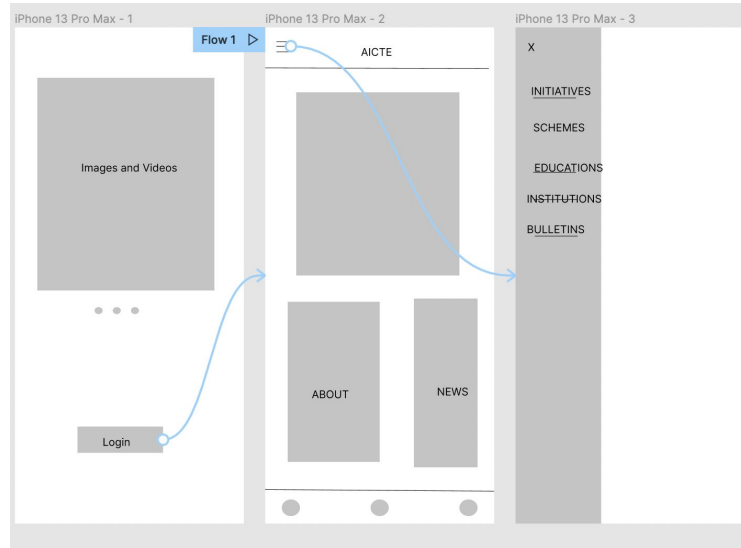 iPhone 13 Pro Max - 1
Flow 1
Images and Videos
Login
iPhone 13 Pro Max - 2
AICTE
ABOUT
NEWS
iPhone 13 Pro Max - 3
X
INITIATIVES
SCHEMES
EDUCATIONS
INSTITUTIONS
BULLETINS